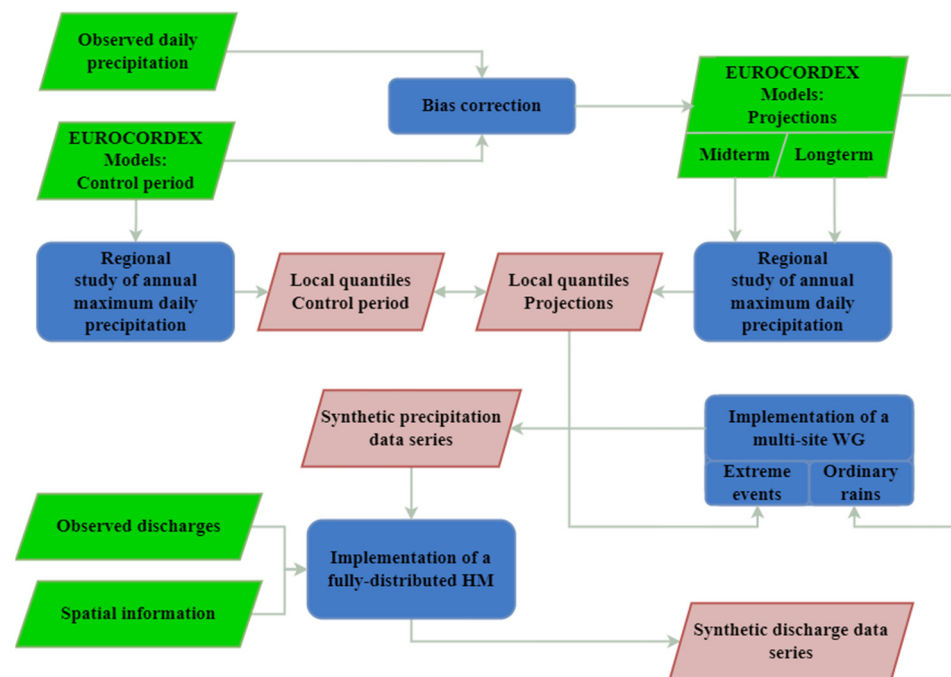 Observed daily
precipitation
EUROCORDEX
Models:
Control period
Bias correction
EUROCORDEX
Models:
Projections
Midterm
Longterm
Regional
study of annual
maximum daily
precipitation
Local quantiles
Control period
Local quantiles
Projections
Regional
study of annual
maximum daily
precipitation
Synthetic precipitation
data series
Implementation of a
multi-site WG
Extreme
events
Ordinary
rains
Observed discharges
Spatial information
Implementation of a
fully-distributed HM
Synthetic discharge data
series